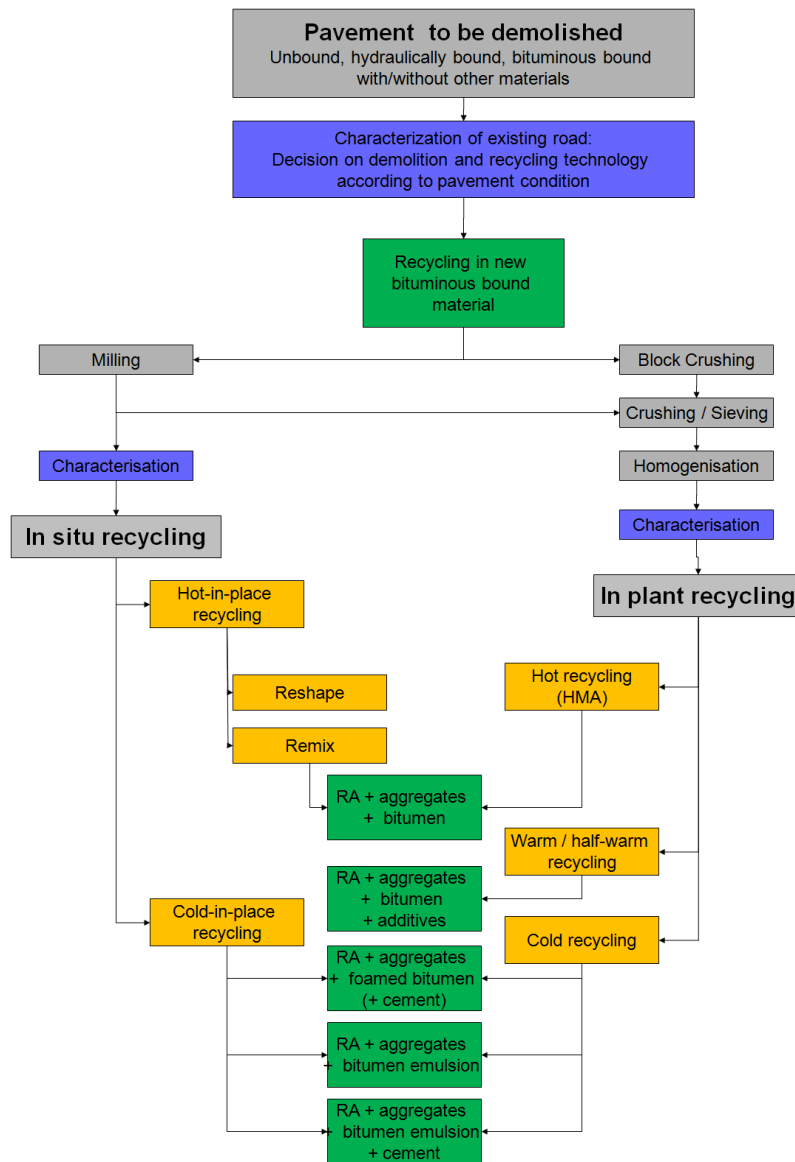 Pavement to be demolished
Unbound, hydraulically bound, bituminous bound
with/without other materials
Characterization of existing road:
Decision on demolition and recycling technology
according to pavement condition
Recycling in new
bituminous bound
material
Milling
Block Crushing
Crushing / Sieving
Characterisation
Homogenisation
In situ recycling
Characterisation
Hot-in-place
recycling
In plant recycling
Reshape
Hot recycling
(HMA)
Remix
RA + aggregates
+ bitumen
Warm / half-warm
recycling
RA + aggregates
+ bitumen
+ additives
Cold-in-place
recycling
Cold recycling
RA + aggregates
+ foamed bitumen
(+ cement)
RA + aggregates
+ bitumen emulsion
RA + aggregates
+ bitumen emulsion
+ cement